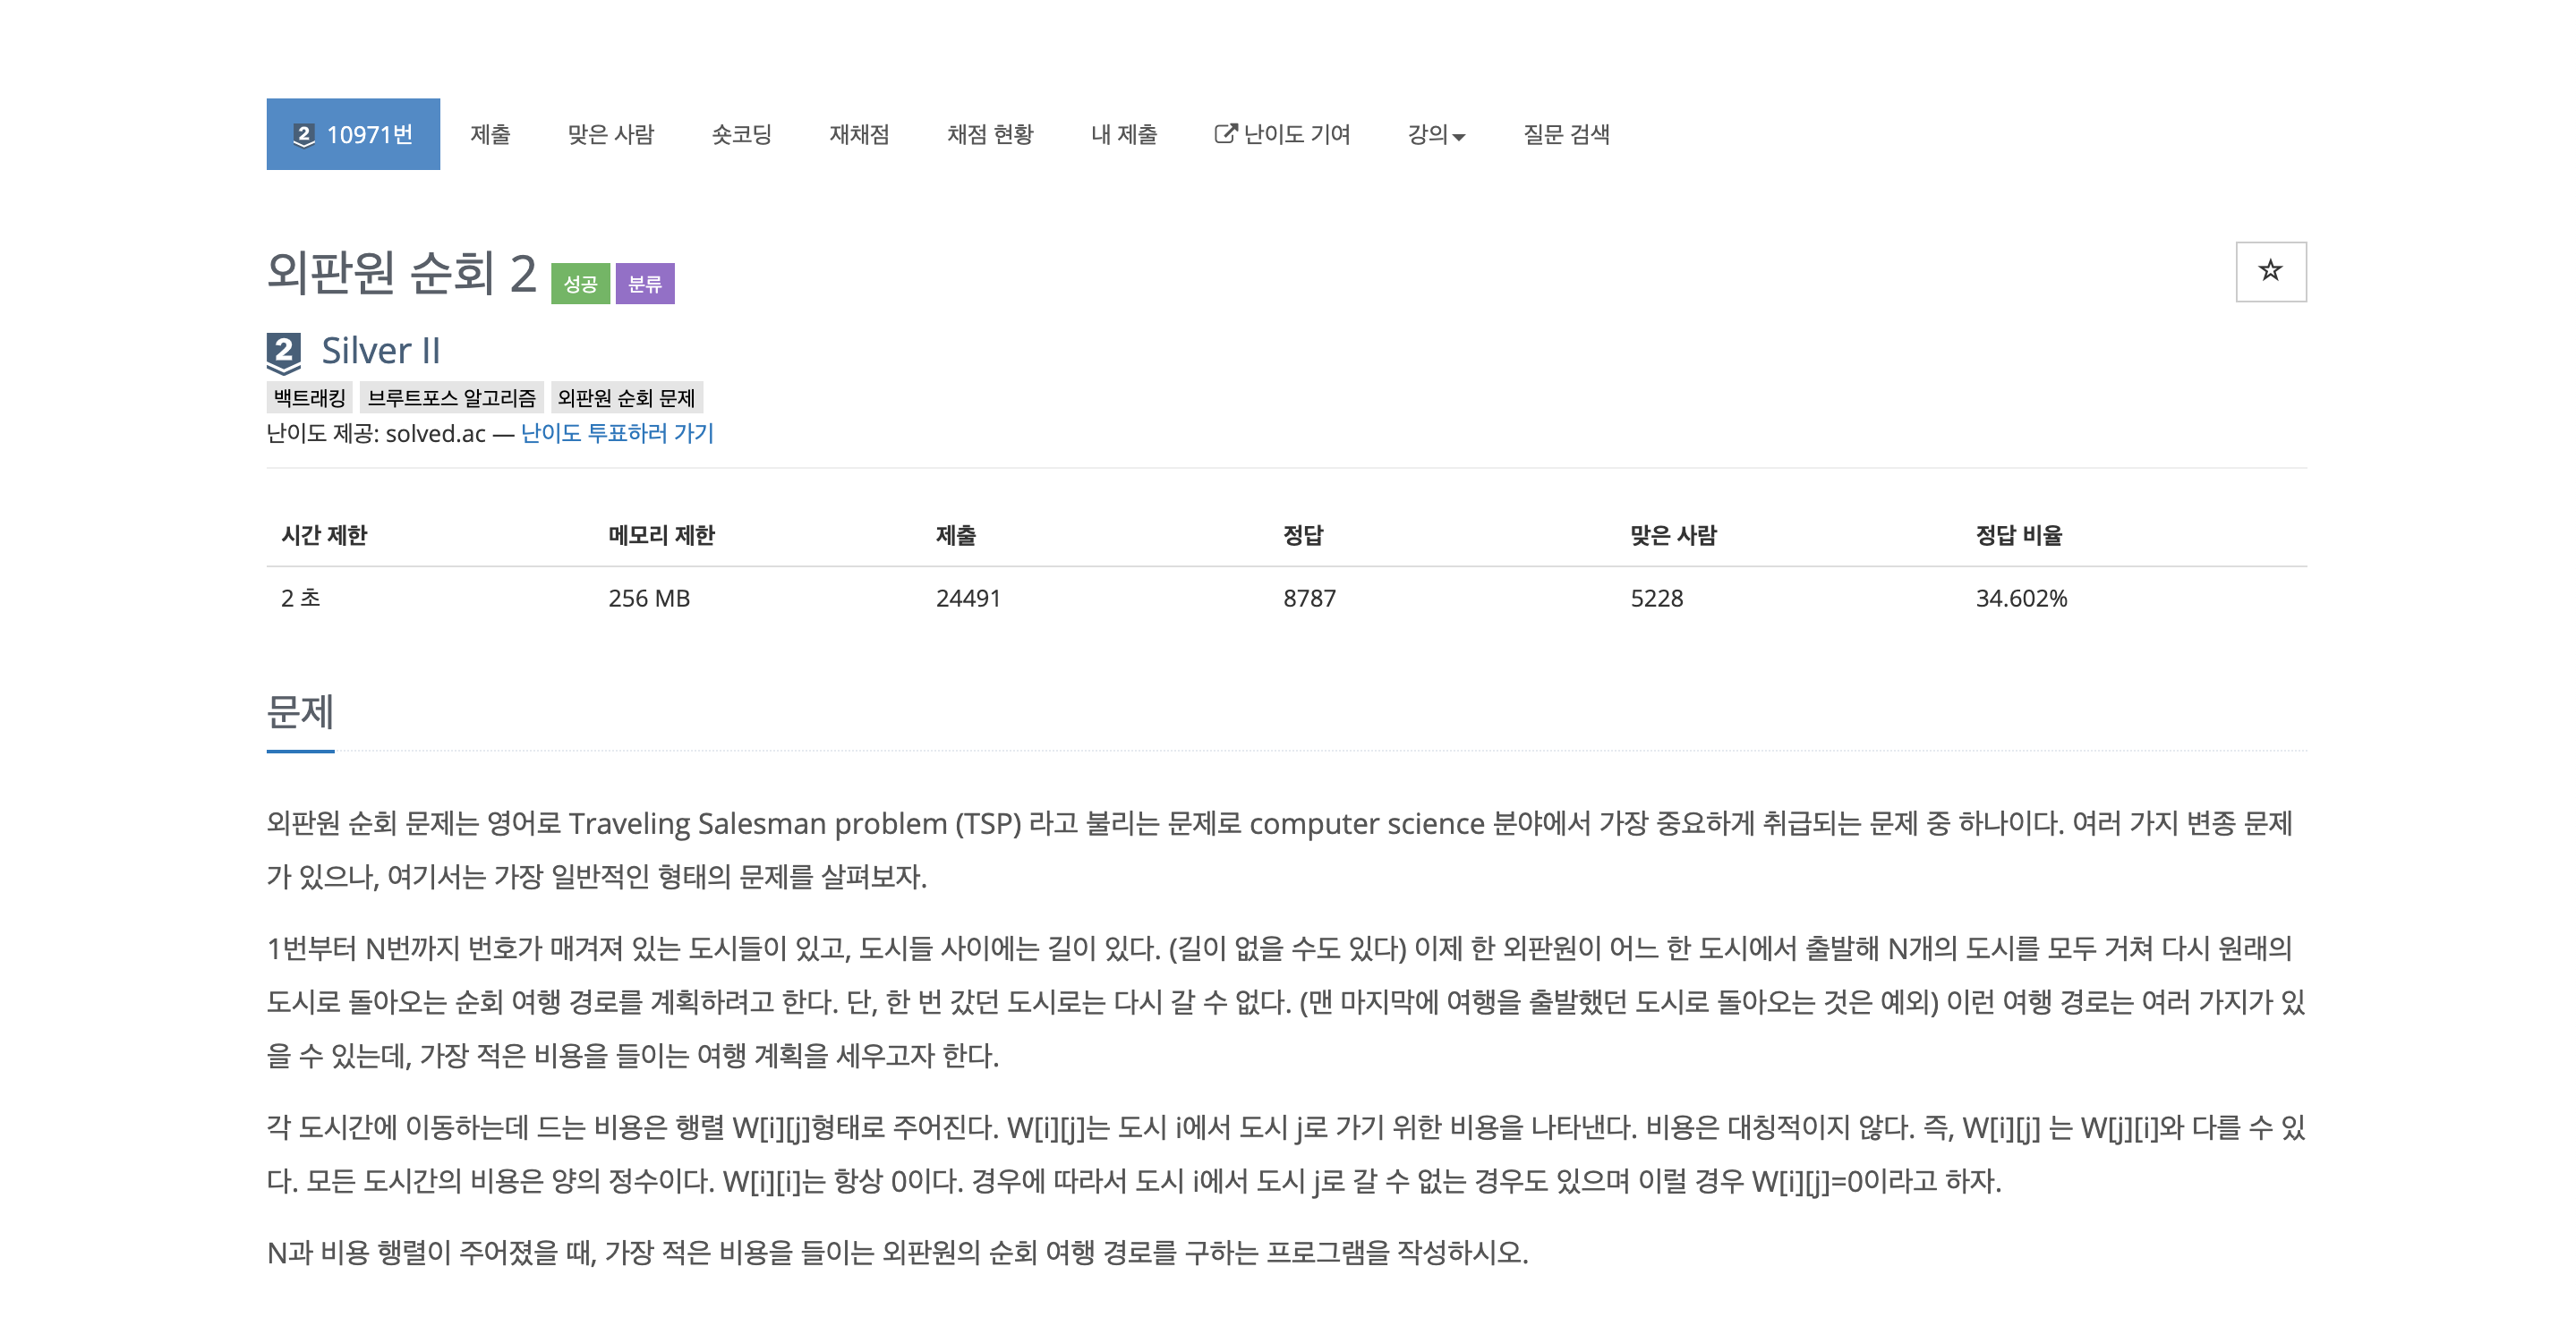 2 10971번 제출 맞은 사람 숏코딩 재채점 채점 현황 내 제출 난이도 기여 강의 질문 검색
외판원 순회 2 성공 분류
2 Silver II
백트래킹 브루트포스 알고리즘 외판원 순회 문제
난이도 제공: solved.ac — 난이도 투표하러 가기
시간 제한 메모리 제한 제출 정답 맞은 사람 정답 비율
2 초 256 MB 24491 8787 5228 34.602%
문제
외판원 순회 문제는 영어로 Traveling Salesman problem (TSP) 라고 불리는 문제로 computer science 분야에서 가장 중요하게 취급되는 문제 중 하나이다. 여러 가지 변종 문제
가 있으나, 여기서는 가장 일반적인 형태의 문제를 살펴보자.
1번부터 N번까지 번호가 매겨져 있는 도시들이 있고, 도시들 사이에는 길이 있다. (길이 없을 수도 있다) 이제 한 외판원이 어느 한 도시에서 출발해 N개의 도시를 모두 거쳐 다시 원래의
도시로 돌아오는 순회 여행 경로를 계획하려고 한다. 단, 한 번 갔던 도시로는 다시 갈 수 없다. (맨 마지막에 여행을 출발했던 도시로 돌아오는 것은 예외) 이런 여행 경로는 여러 가지가 있
을 수 있는데, 가장 적은 비용을 들이는 여행 계획을 세우고자 한다.
각 도시간에 이동하는데 드는 비용은 행렬 W[i][j]형태로 주어진다. W[i][j]는 도시 i에서 도시 j로 가기 위한 비용을 나타낸다. 비용은 대칭적이지 않다. 즉, W[i][j] 는 W[j][i]와 다를 수 있
다. 모든 도시간의 비용은 양의 정수이다. W[i][i]는 항상 0이다. 경우에 따라서 도시 i에서 도시 j로 갈 수 없는 경우도 있으며 이럴 경우 W[i][j]=0이라고 하자.
N과 비용 행렬이 주어졌을 때, 가장 적은 비용을 들이는 외판원의 순회 여행 경로를 구하는 프로그램을 작성하시오.